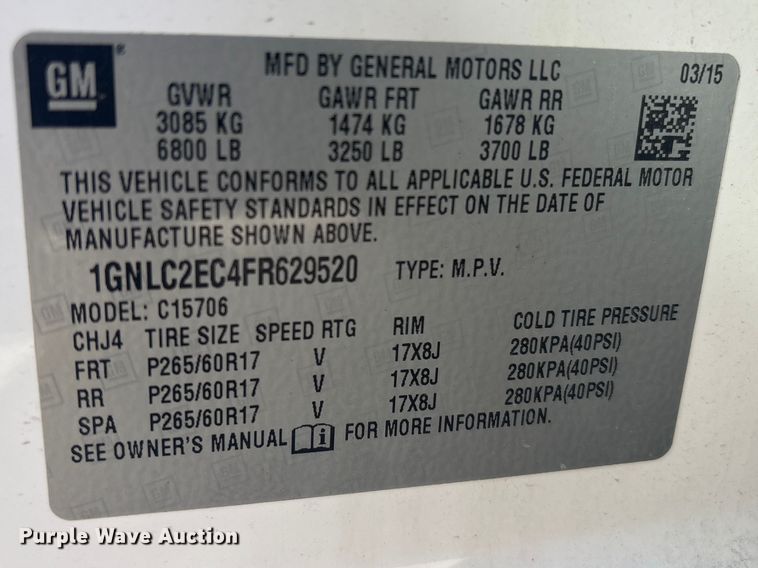 GM ®
MFD BY GENERAL MOTORS LLC 03/15
GVWR GAWR FRT GAWR RR
3085 KG 1474 KG 1678 KG
6800 LB 3250 LB 3700 LB
THIS VEHICLE CONFORMS TO ALL APPLICABLE U.S. FEDERAL MOTOR
VEHICLE SAFETY STANDARDS IN EFFECT ON THE DATE OF
MANUFACTURE SHOWN ABOVE.
1GNLC2EC4FR629520 TYPE: M.P.V.
MODEL: C15706
CHJ4 TIRE SIZE SPEED RTG RIM COLD TIRE PRESSURE
FRT P265/60R17 V 17X8J 280KPA(40PSI)
RR P265/60R17 V 17X8J 280KPA(40PSI)
SPA P265/60R17 V 17X8J 280KPA(40PSI)
SEE OWNER'S MANUAL i FOR MORE INFORMATION.
Purple Wave Auction